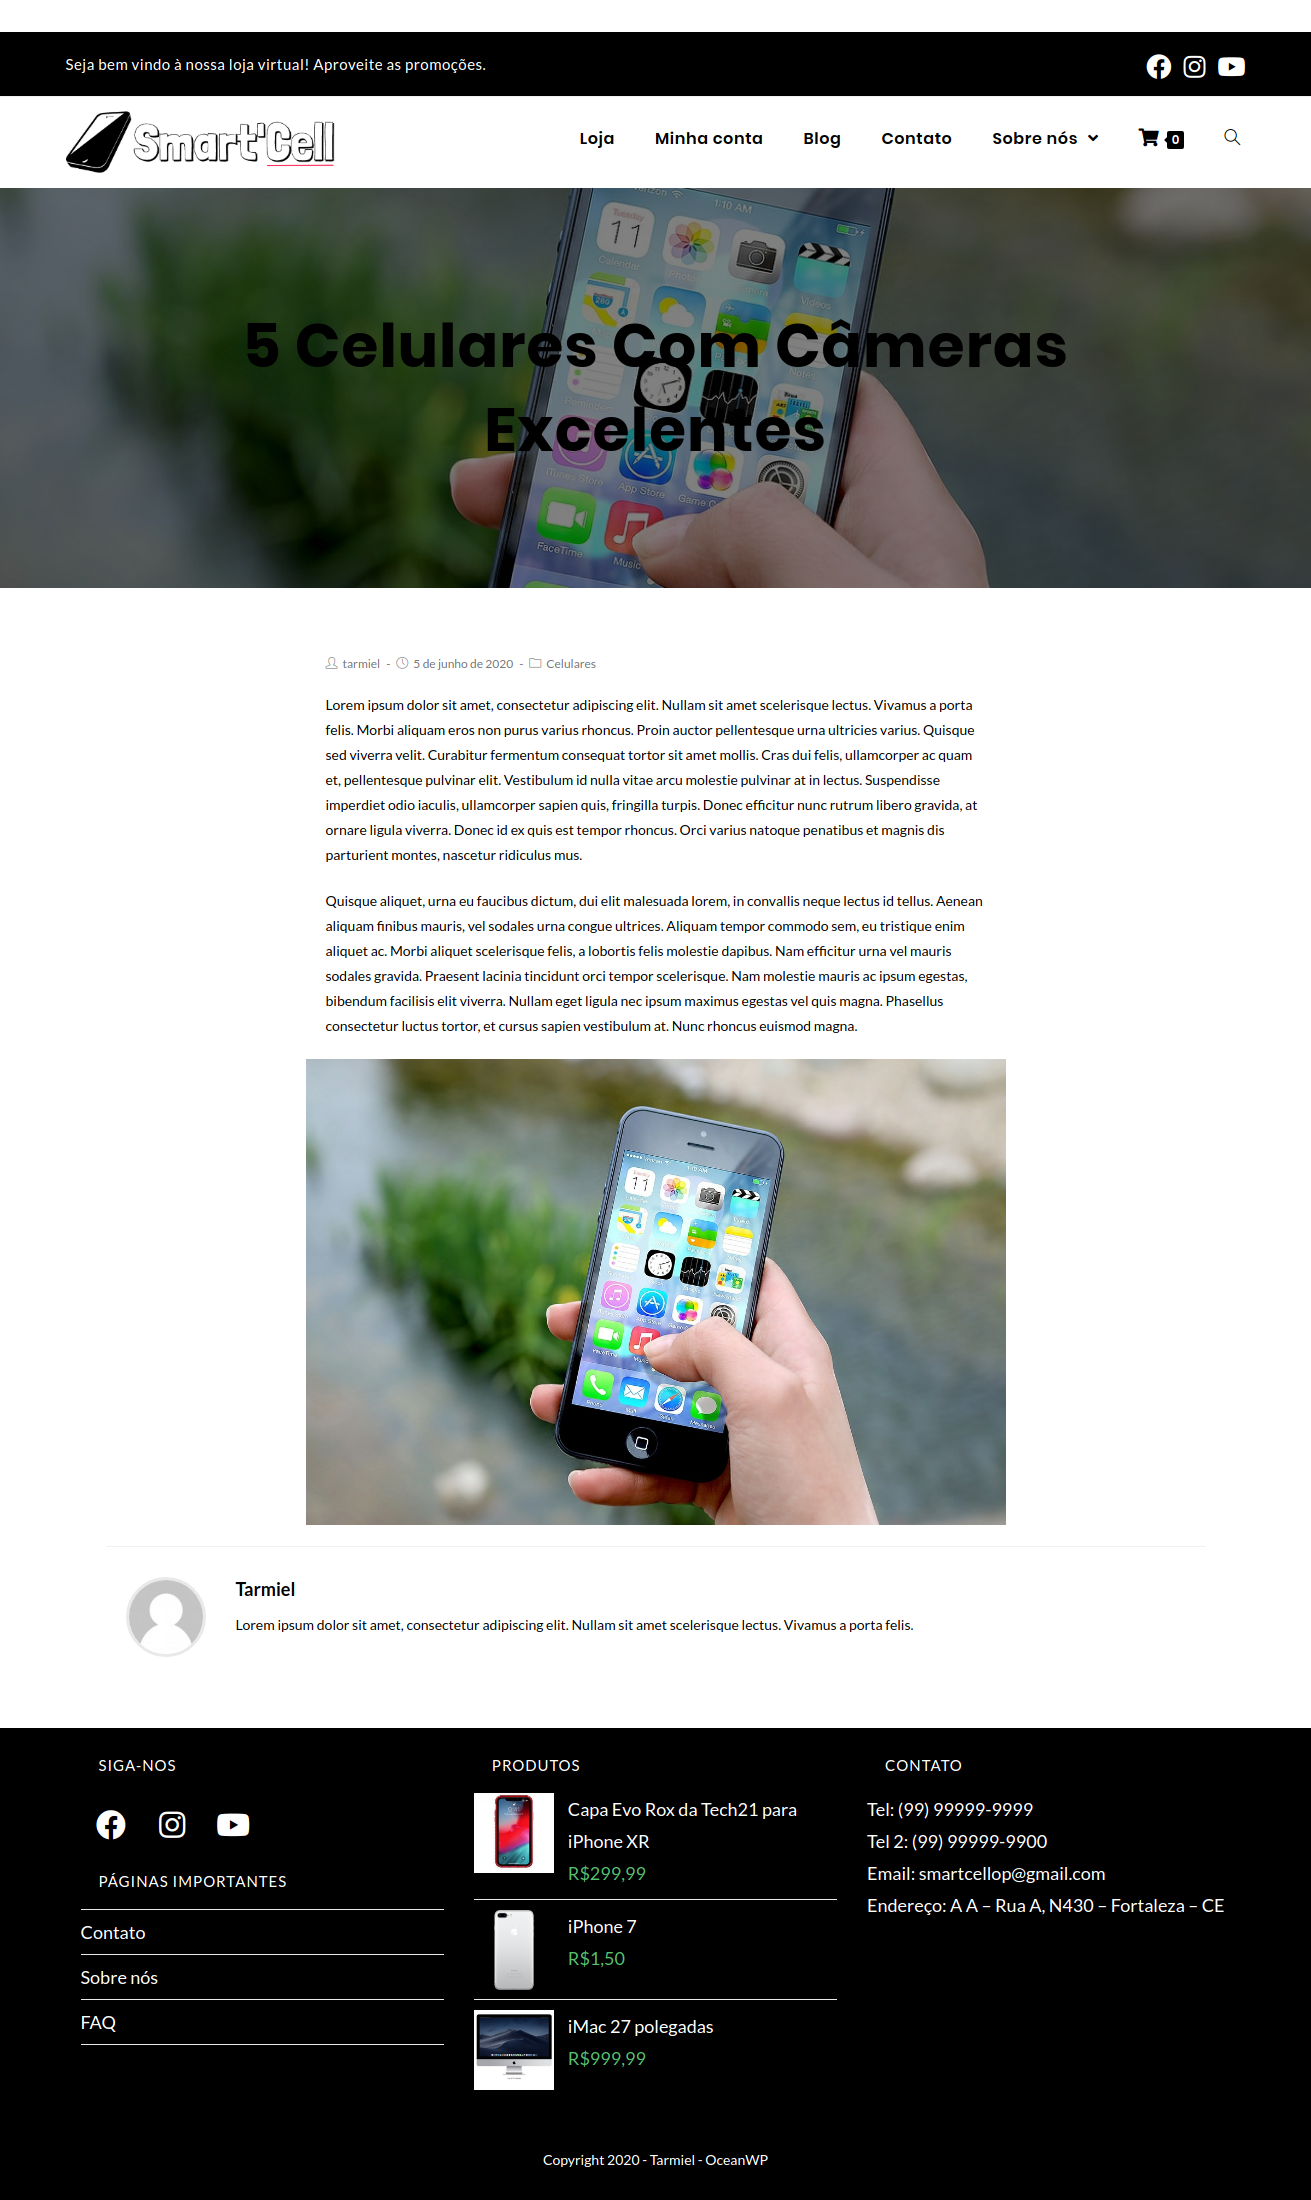 Seja bem vindo à nossa loja virtual! Aproveite as promoções.
Smart'Cell
Loja Minha conta Blog Contato Sobre nós 0
1:10 AM
Tuesday
11
Calendar
Videos
5 Celulares Com Câmeras
Excelentes
iTunes Store
App Store
Game
FaceTime
Music
tarmiel - 5 de junho de 2020 - Celulares
Lorem ipsum dolor sit amet, consectetur adipiscing elit. Nullam sit amet scelerisque lectus. Vivamus a porta
felis. Morbi aliquam eros non purus varius rhoncus. Proin auctor pellentesque urna ultricies varius. Quisque
sed viverra velit. Curabitur fermentum consequat tortor sit amet mollis. Cras dui felis, ullamcorper ac quam
et, pellentesque pulvinar elit. Vestibulum id nulla vitae arcu molestie pulvinar at in lectus. Suspendisse
imperdiet odio iaculis, ullamcorper sapien quis, fringilla turpis. Donec efficitur nunc rutrum libero gravida, at
ornare ligula viverra. Donec id ex quis est tempor rhoncus. Orci varius natoque penatibus et magnis dis
parturient montes, nascetur ridiculus mus.
Quisque aliquet, urna eu faucibus dictum, dui elit malesuada lorem, in convallis neque lectus id tellus. Aenean
aliquam finibus mauris, vel sodales urna congue ultrices. Aliquam tempor commodo sem, eu tristique enim
aliquet ac. Morbi aliquet scelerisque felis, a lobortis felis molestie dapibus. Nam efficitur urna vel mauris
sodales gravida. Praesent lacinia tincidunt orci tempor scelerisque. Nam molestie mauris ac ipsum egestas,
bibendum facilisis elit viverra. Nullam eget ligula nec ipsum maximus egestas vel quis magna. Phasellus
consectetur luctus tortor, et cursus sapien vestibulum at. Nunc rhoncus euismod magna.
11
Tarmiel
Lorem ipsum dolor sit amet, consectetur adipiscing elit. Nullam sit amet scelerisque lectus. Vivamus a porta felis.
SIGA-NOS
PÁGINAS IMPORTANTES
Contato
Sobre nós
FAQ
PRODUTOS
Capa Evo Rox da Tech21 para
iPhone XR
R$299,99
iPhone 7
R$1,50
iMac 27 polegadas
R$999,99
CONTATO
Tel: (99) 99999-9999
Tel 2: (99) 99999-9900
Email: smartcellop@gmail.com
Endereço: A A – Rua A, N430 – Fortaleza – CE
Copyright 2020 - Tarmiel - OceanWP